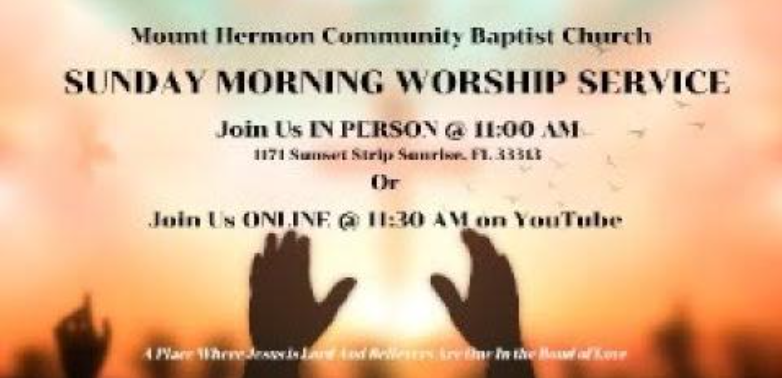 Mount Hermon Community Baptist Church
SUNDAY MORNING WORSHIP SERVICE
Join Us IN PERSON @ 11:00 AM
1171 Sunset Strip Sunrise, FL 33313
Or
Join Us ONLINE @ 11:30 AM on YouTube
A Place Where Jesus is Lord And Believers Are One In the Bond of Love